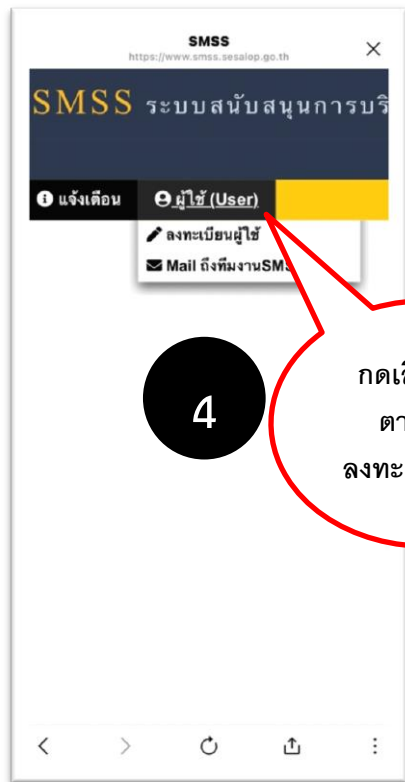 SMSS
https://www.smss.sesalop.go.th
SMSS ระบบสนับสนุนการบริ
แจ้งเตือน
ผู้ใช้ (User)
ลงทะเบียนผู้ใช้
Mail ถึงทีมงานSMS
4
กดเลื
ตา
ลงทะ